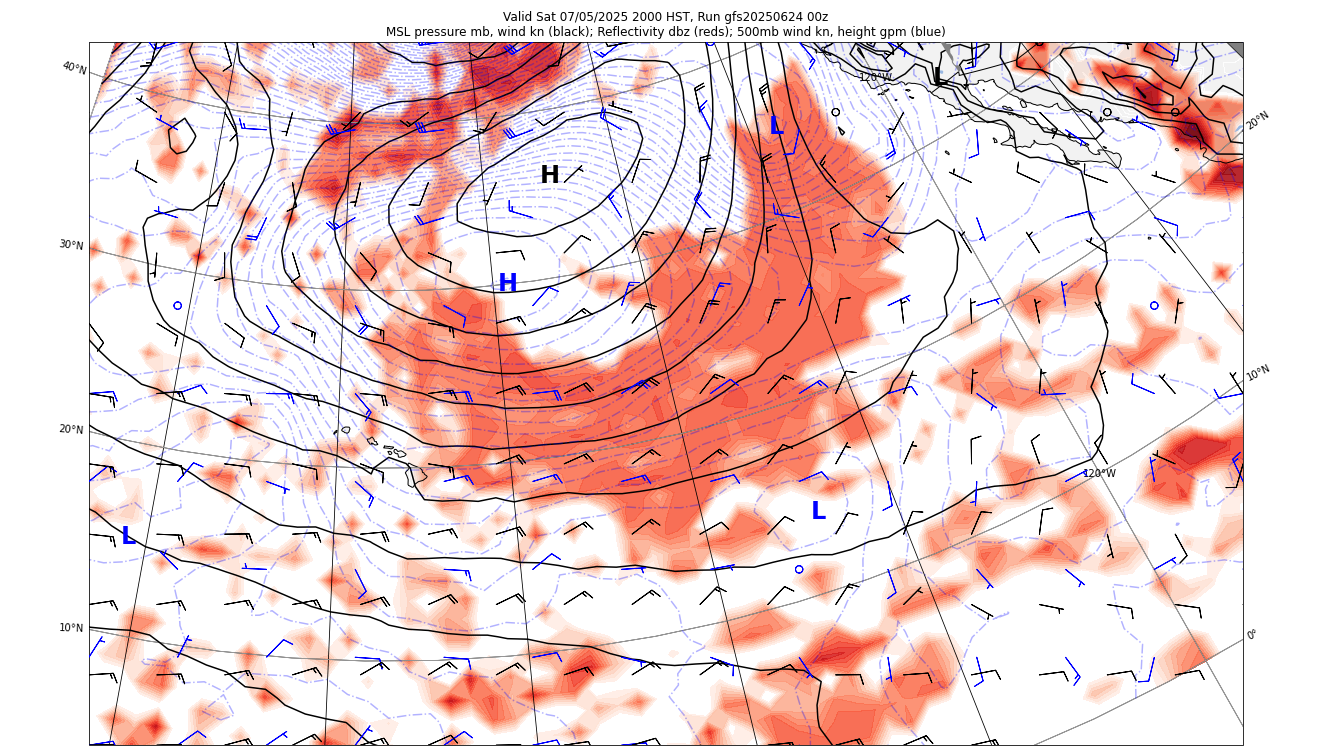 Valid Sat 07/05/2025 2000 HST, Run gfs20250624 00z
MSL pressure mb, wind kn (black); Reflectivity dbz (reds); 500mb wind kn, height gpm (blue)
40°N
120°W
L
20°N
L
H
30°N
H
10°N
20°N
120°W
L
L
10°N
0°